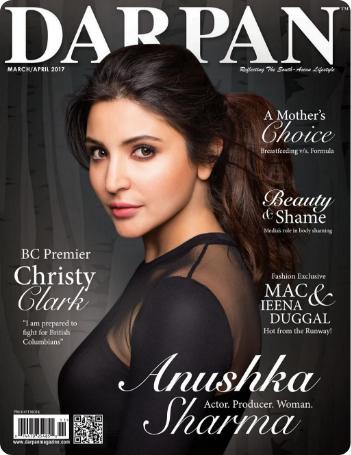 DARPAN™
MARCH/APRIL 2017
Reflecting The South-Asian Lifestyle
A Mother's
Choice
Breastfeeding v/s. Formula
Beauty
& Shame
Media's role in body shaming
BC Premier
Christy
Clark
"I am prepared to
fight for British
Columbians"
Fashion Exclusive
MAC &
IEENA
DUGGAL
Hot from the Runway!
Anushka
Actor. Producer. Woman.
Sharma
www.darpanmagazine.com